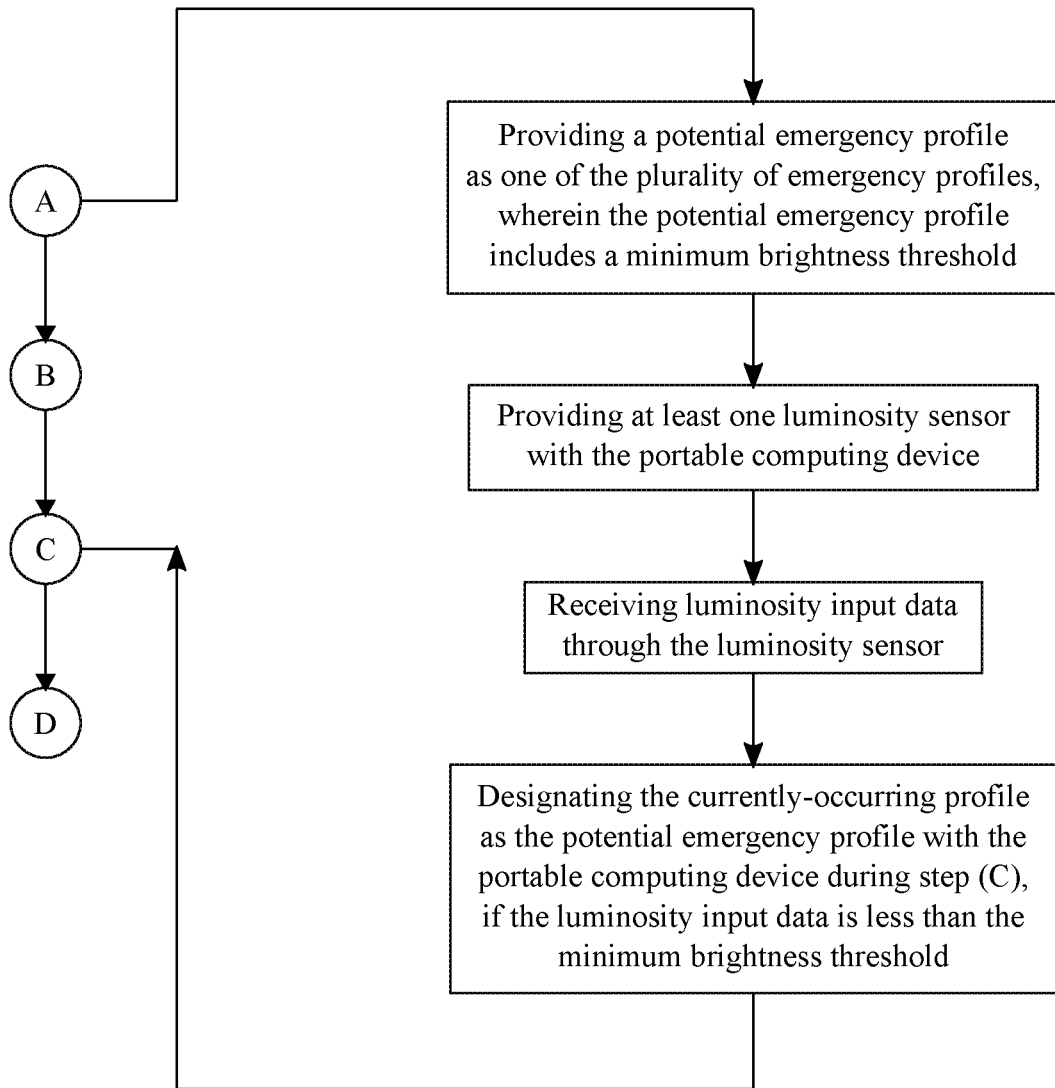 A
B
C
D
Providing a potential emergency profile
as one of the plurality of emergency profiles,
wherein the potential emergency profile
includes a minimum brightness threshold
Providing at least one luminosity sensor
with the portable computing device
Receiving luminosity input data
through the luminosity sensor
Designating the currently-occurring profile
as the potential emergency profile with the
portable computing device during step (C),
if the luminosity input data is less than the
minimum brightness threshold